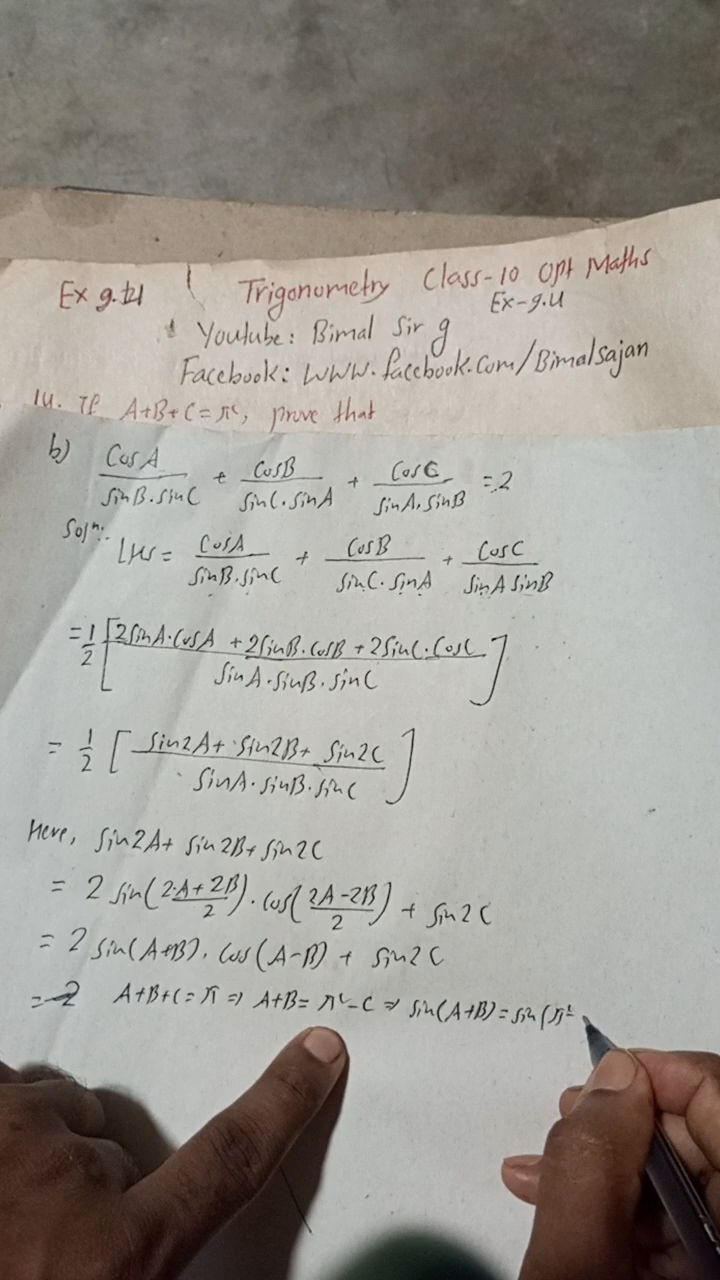 Ex 9.4 Trigonometry Class-10 Opt Maths
Ex-9.4
Youtube: Bimal Sir g
Facebook: WWW.facebook.Com/Bimalsajan
14. If A+B+C=πᶜ, prove that
b) CosA/SinB.SinC + CosB/SinC.SinA + CosC/SinA.SinB = 2
Solⁿ:. LHS = CosA/SinB.SinC + CosB/SinC.SinA + CosC/SinA SinB
= 1/2 [2SinA.CosA + 2SinB.CosB + 2SinC.CosC / SinA.SinB.SinC]
= 1/2 [Sin2A + Sin2B + Sin2C / SinA.SinB.SinC]
Here, Sin2A + Sin2B + Sin2C
= 2 Sin(2A+2B/2).Cos(2A-2B/2) + Sin2C
= 2 Sin(A+B).Cos(A-B) + Sin2C
= 2 A+B+C=π ⇒ A+B=πᶜ-C ⇒ Sin(A+B)=Sin(πᶜ-